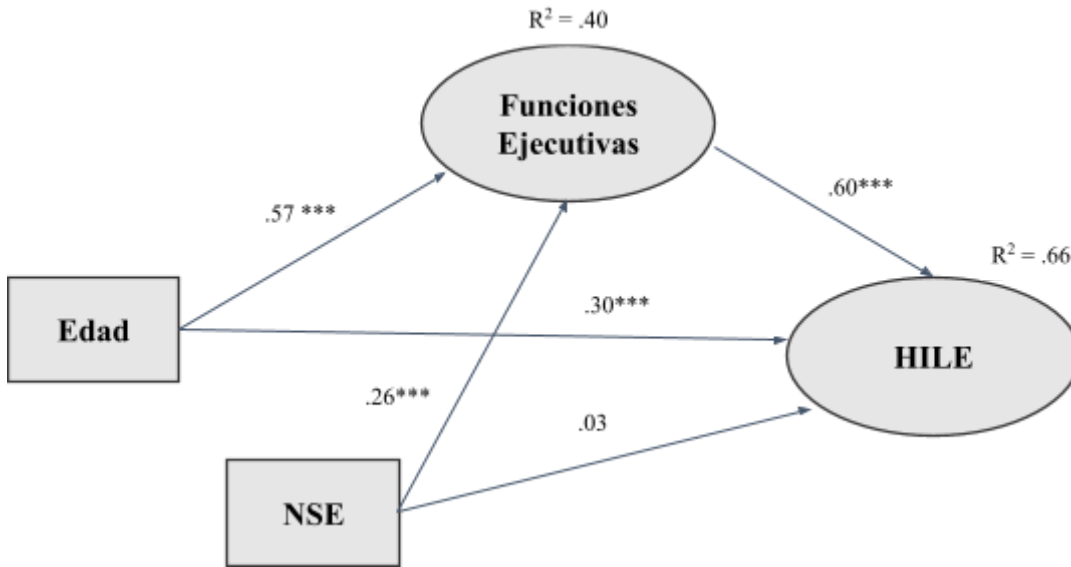 R² = .40
Funciones
Ejecutivas
.57 ***
.60***
R² = .66
Edad
.30***
HILE
.26***
.03
NSE